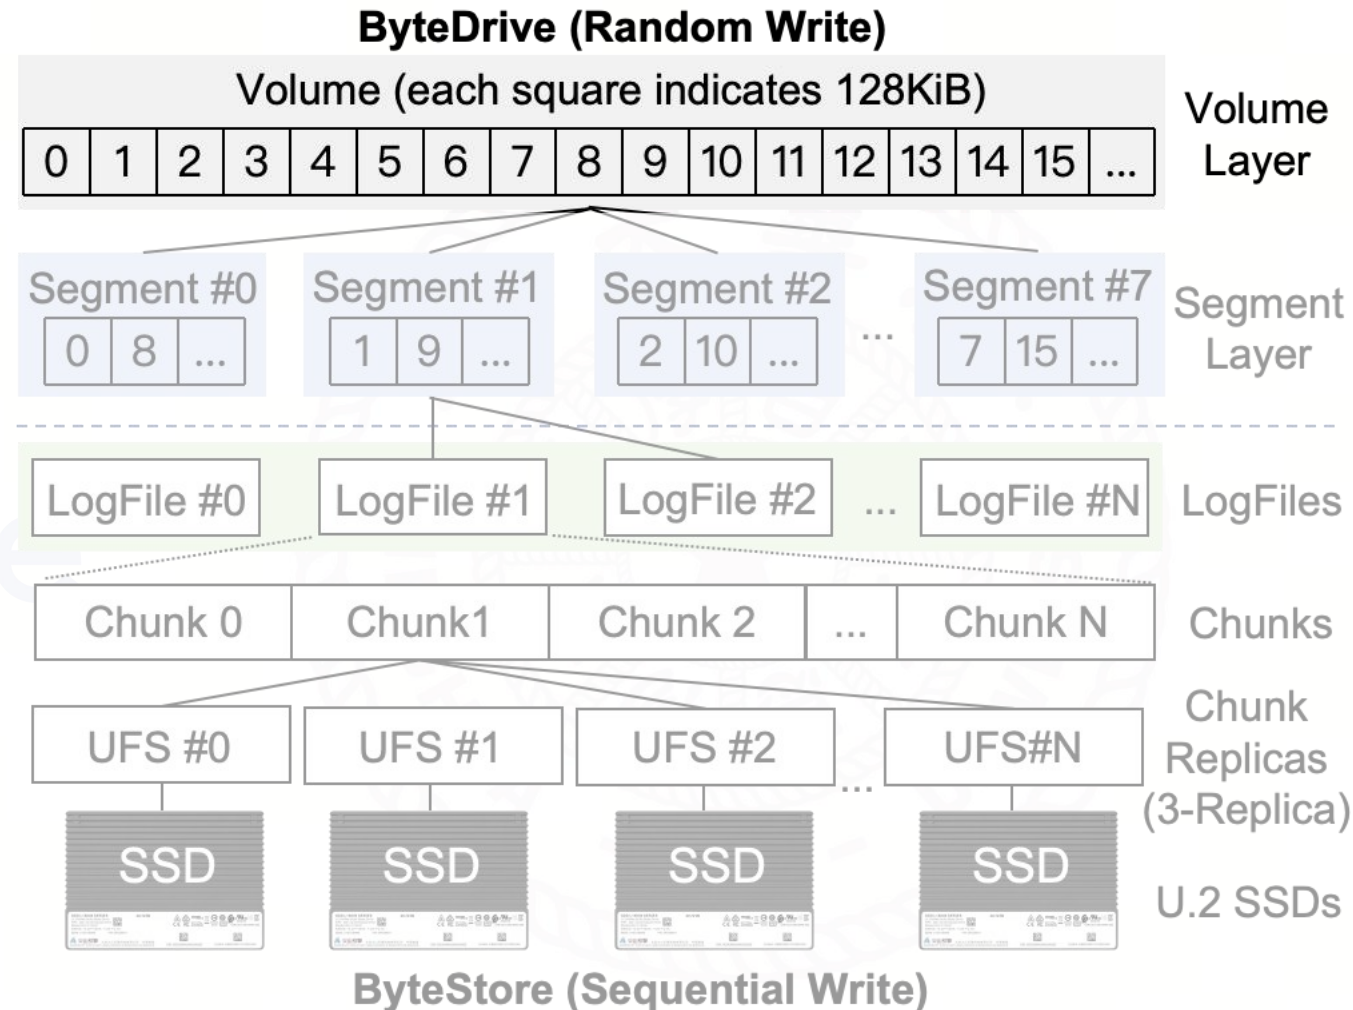 ByteDrive (Random Write)
Volume (each square indicates 128KiB)
0 1 2 3 4 5 6 7 8 9 10 11 12 13 14 15 ...
Volume
Layer
Segment #0
0 8 ...
Segment #1
1 9 ...
Segment #2
2 10 ...
...
Segment #7
7 15 ...
Segment
Layer
LogFile #0
LogFile #1
LogFile #2
...
LogFile #N
LogFiles
Chunk 0
Chunk1
Chunk 2
...
Chunk N
Chunks
UFS #0
UFS #1
UFS #2
...
UFS#N
Chunk
Replicas
(3-Replica)
SSD
SSD
SSD
SSD
U.2 SSDs
ByteStore (Sequential Write)